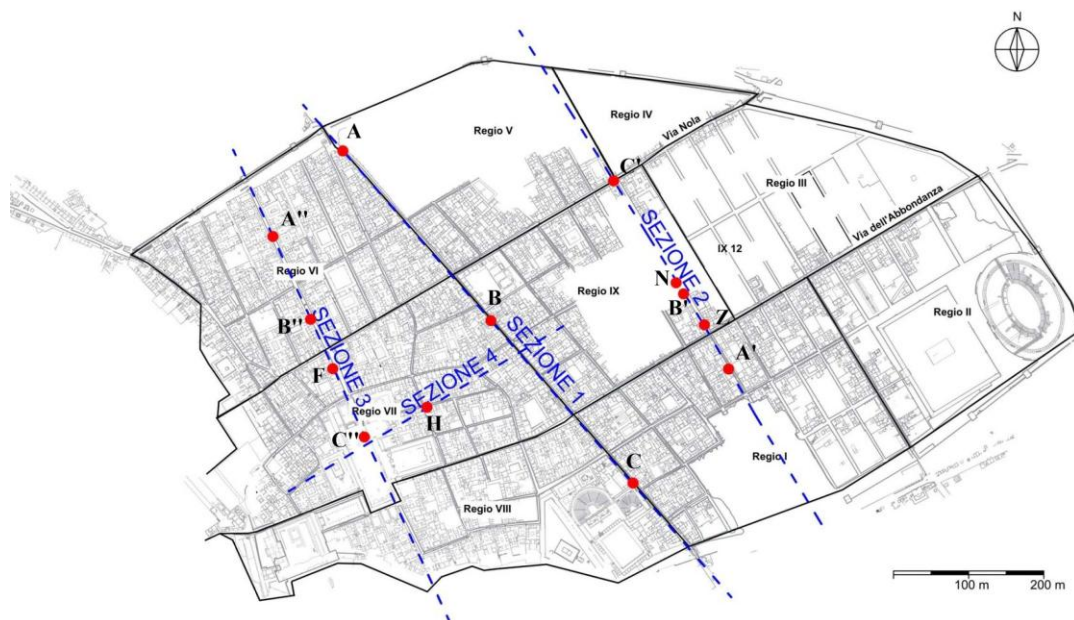 N
Regio IV
Regio V
Via Nola
A
C'
Regio III
SEZIONE 2
Via dell'Abbondanza
A"
IX 12
Regio VI
N
Regio IX
B'
Regio II
B"
B
Z
SEZIONE 3
SEZIONE 1
SEZIONE 4
F
A'
Regio VII
H
C"
Regio I
C
Regio VIII
100 m
200 m